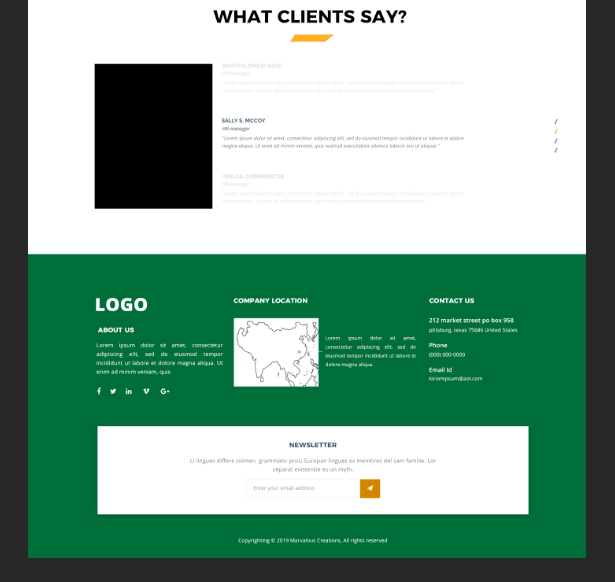 WHAT CLIENTS SAY?
BARTHOLOMEW BUCK
HR manager
SALLY S. MCCOY
HR manager
"Lorem ipsum dolor sit amet, consectetur adipiscing elit, sed do eiusmod tempor incididunt ut labore et dolore
magna aliqua. Ut enim ad minim veniam, quis nostrud exercitation ullamco laboris nisi ut aliquip "
HR manager
LOGO
ABOUT US
Lorem ipsum dolor sit amet, consectetur
adipiscing elit, sed do eiusmod tempor
incididunt ut labore et dolore magna aliqua. Ut
enim ad minim veniam, quis
COMPANY LOCATION
Lorem ipsum dolor sit amet,
consectetur adipiscing elit, sed do
eiusmod tempor incididunt ut labore et
dolore magna aliqua.
CONTACT US
212 market street po box 958
pitsburg, texas 75686 United States
Phone
(000) 000-0000
Email Id
loromipsum@aol.com
NEWSLETTER
Li lingues differe solmen grammatic proci Europan lingues es membres del sam familie. Lor
separat existentie es un myth.
Enter your email address
Copyrighting © 2019 Marvalous Creations, All rights reserved